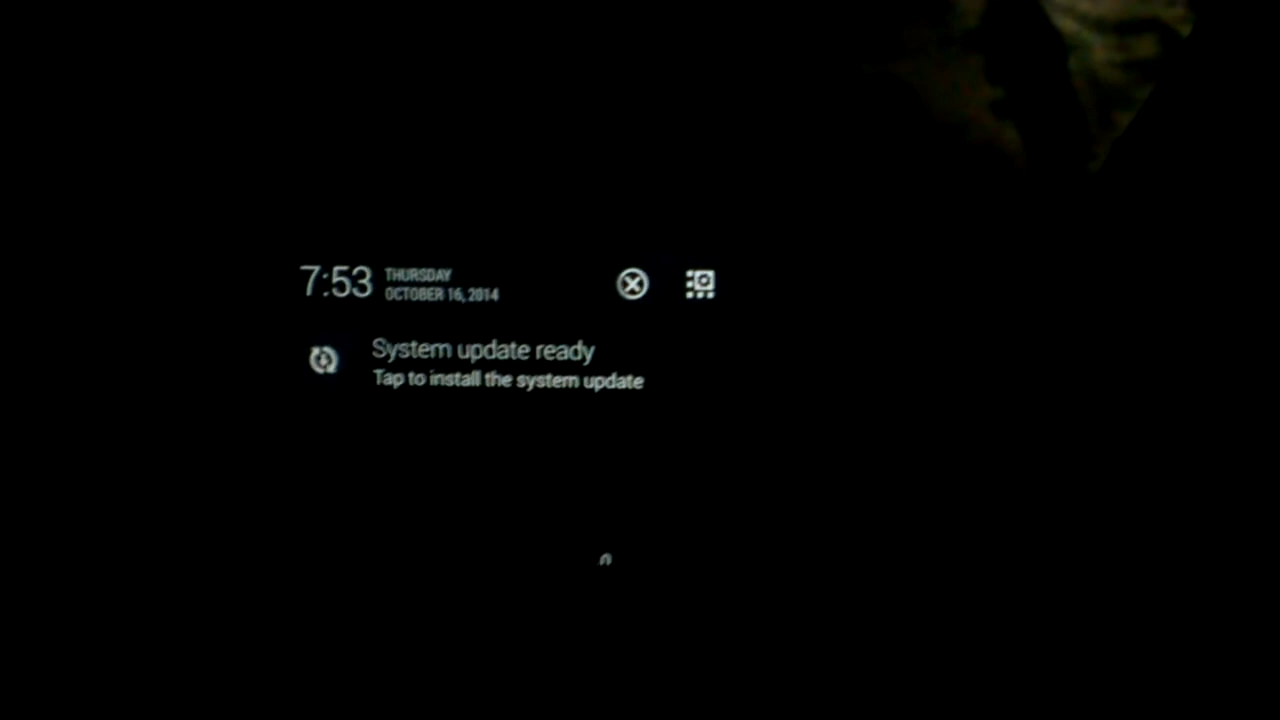 7:53
THURSDAY
OCTOBER 16, 2014
System update ready
Tap to install the system update